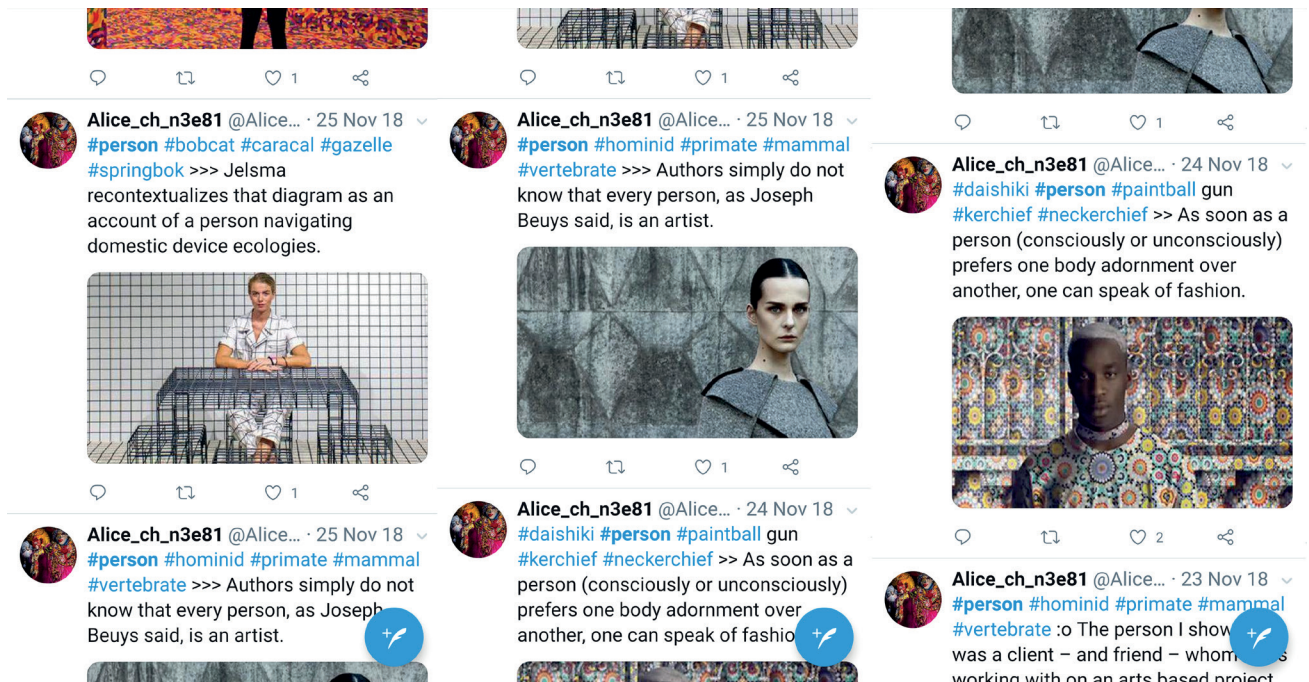 1
Alice_ch_n3e81 @Alice... · 25 Nov 18
#person #bobcat #caracal #gazelle
#springbok >>> Jelsma
recontextualizes that diagram as an
account of a person navigating
domestic device ecologies.
1
Alice_ch_n3e81 @Alice... · 25 Nov 18
#person #hominid #primate #mammal
#vertebrate >>> Authors simply do not
know that every person, as Joseph
Beuys said, is an artist.
1
Alice_ch_n3e81 @Alice... · 25 Nov 18
#person #hominid #primate #mammal
#vertebrate >>> Authors simply do not
know that every person, as Joseph
Beuys said, is an artist.
1
Alice_ch_n3e81 @Alice... · 24 Nov 18
#daishiki #person #paintball gun
#kerchief #neckerchief >> As soon as a
person (consciously or unconsciously)
prefers one body adornment over
another, one can speak of fashio
1
Alice_ch_n3e81 @Alice... · 24 Nov 18
#daishiki #person #paintball gun
#kerchief #neckerchief >> As soon as a
person (consciously or unconsciously)
prefers one body adornment over
another, one can speak of fashion.
2
Alice_ch_n3e81 @Alice... · 23 Nov 18
#person #hominid #primate #mammal
#vertebrate :o The person I show
was a client – and friend – whom
working with on an arts based project